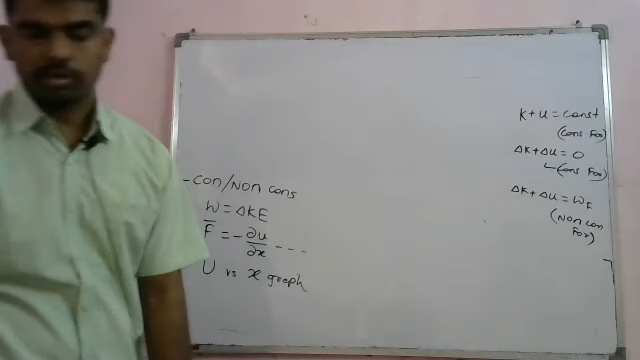 - CON/NON CONS
W = ΔKE
F̅ = - ∂u/∂x - - -
U vs x graph
K + U = Const
(Cons For)
ΔK + ΔU = 0
(Cons For)
ΔK + ΔU = W
(Non Con
For)